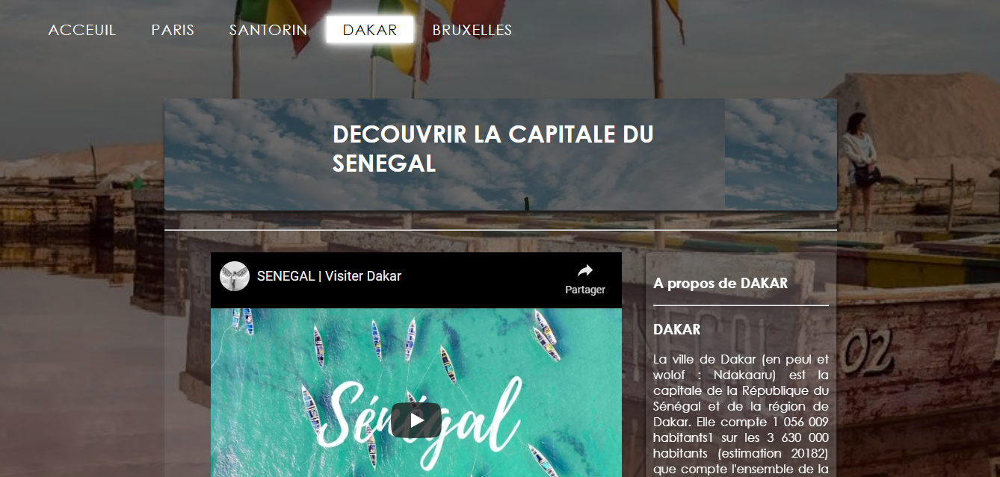 ACCEUIL PARIS SANTORIN DAKAR BRUXELLES
DECOUVRIR LA CAPITALE DU
SENEGAL
SENEGAL | Visiter Dakar
Partager
Sénégal
A propos de DAKAR
DAKAR
La ville de Dakar (en peul et
wolof : Ndakaaru) est la
capitale de la République du
Sénégal et de la région de
Dakar. Elle compte 1 056 009
habitants1 sur les 3 630 000
habitants (estimation 20182)
que compte l'ensemble de la
02